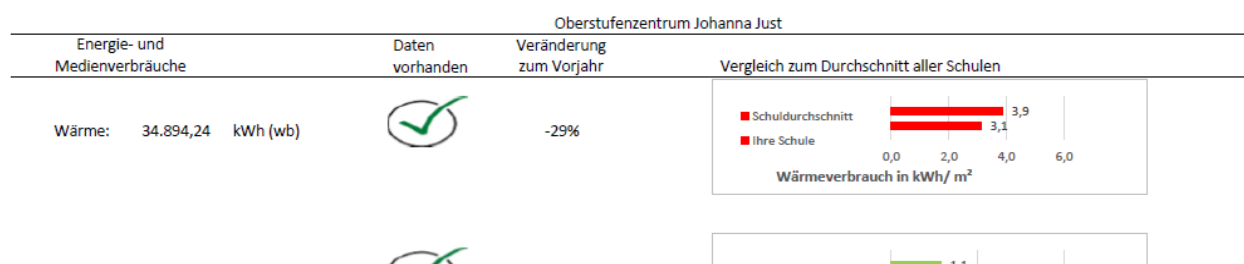 Oberstufenzentrum Johanna Just
Energie- und Medienverbräuche
Daten vorhanden
Veränderung zum Vorjahr
Vergleich zum Durchschnitt aller Schulen
Wärme: 34.894,24 kWh (wb)
-29%
Schuldurchschnitt
3,9
Ihre Schule
3,1
0,0 2,0 4,0 6,0
Wärmeverbrauch in kWh/ m²